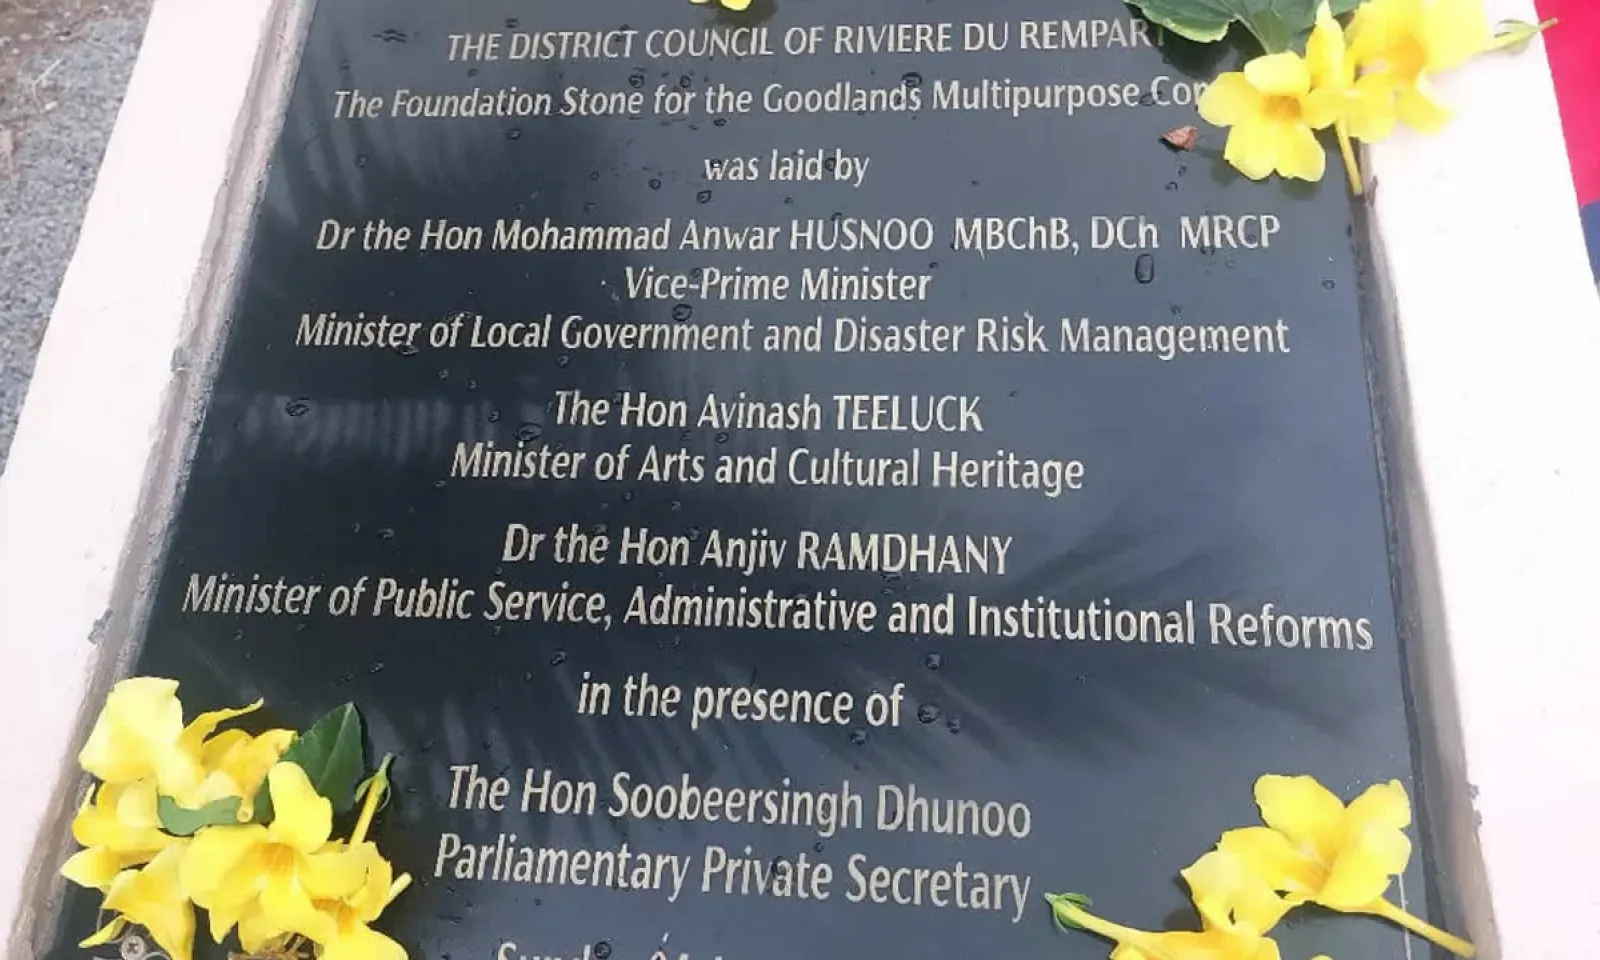 THE DISTRICT COUNCIL OF RIVIERE DU REMPART
The Foundation Stone for the Goodlands Multipurpose
was laid by
Dr the Hon Mohammad Anwar HUSNOO MBChB, DCh MRCP
Vice-Prime Minister
Minister of Local Government and Disaster Risk Management
The Hon Avinash TEELUCK
Minister of Arts and Cultural Heritage
Dr the Hon Anjiv RAMDHANY
Minister of Public Service, Administrative and Institutional Reforms
in the presence of
The Hon Soobeersingh Dhunoo
Parliamentary Private Secretary